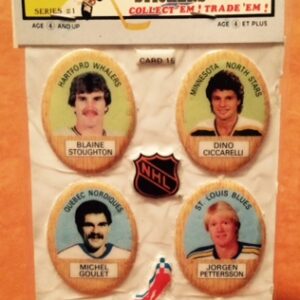 STICKERS
SERIES #1
COLLECT 'EM! TRADE 'EM!
AGE 4 AND UP
AGE 4 ET PLUS
CARD 15
HARTFORD WHALERS
BLAINE
STOUGHTON
MINNESOTA NORTH STARS
DINO
CICCARELLI
NHL
QUEBEC NORDIQUES
MICHEL
GOULET
ST. LOUIS BLUES
JORGEN
PETTERSSON